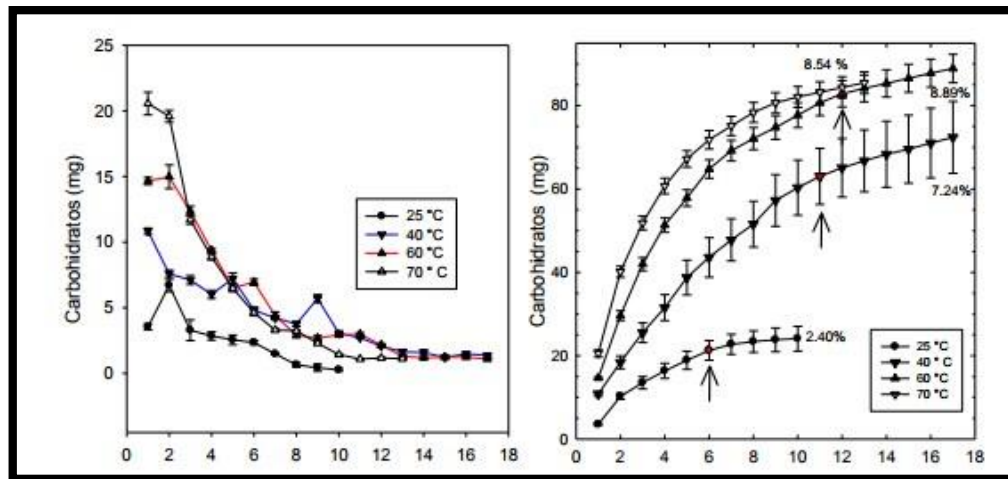 25
20
15
10
5
0
Carbohidratos (mg)
25 °C
40 °C
60 °C
70 ° C
0 2 4 6 8 10 12 14 16 18
80
60
40
20
0
Carbohidratos (mg)
8.54 %
8.89%
7.24%
2.40%
25 °C
40 ° C
60 °C
70 °C
0 2 4 6 8 10 12 14 16 18